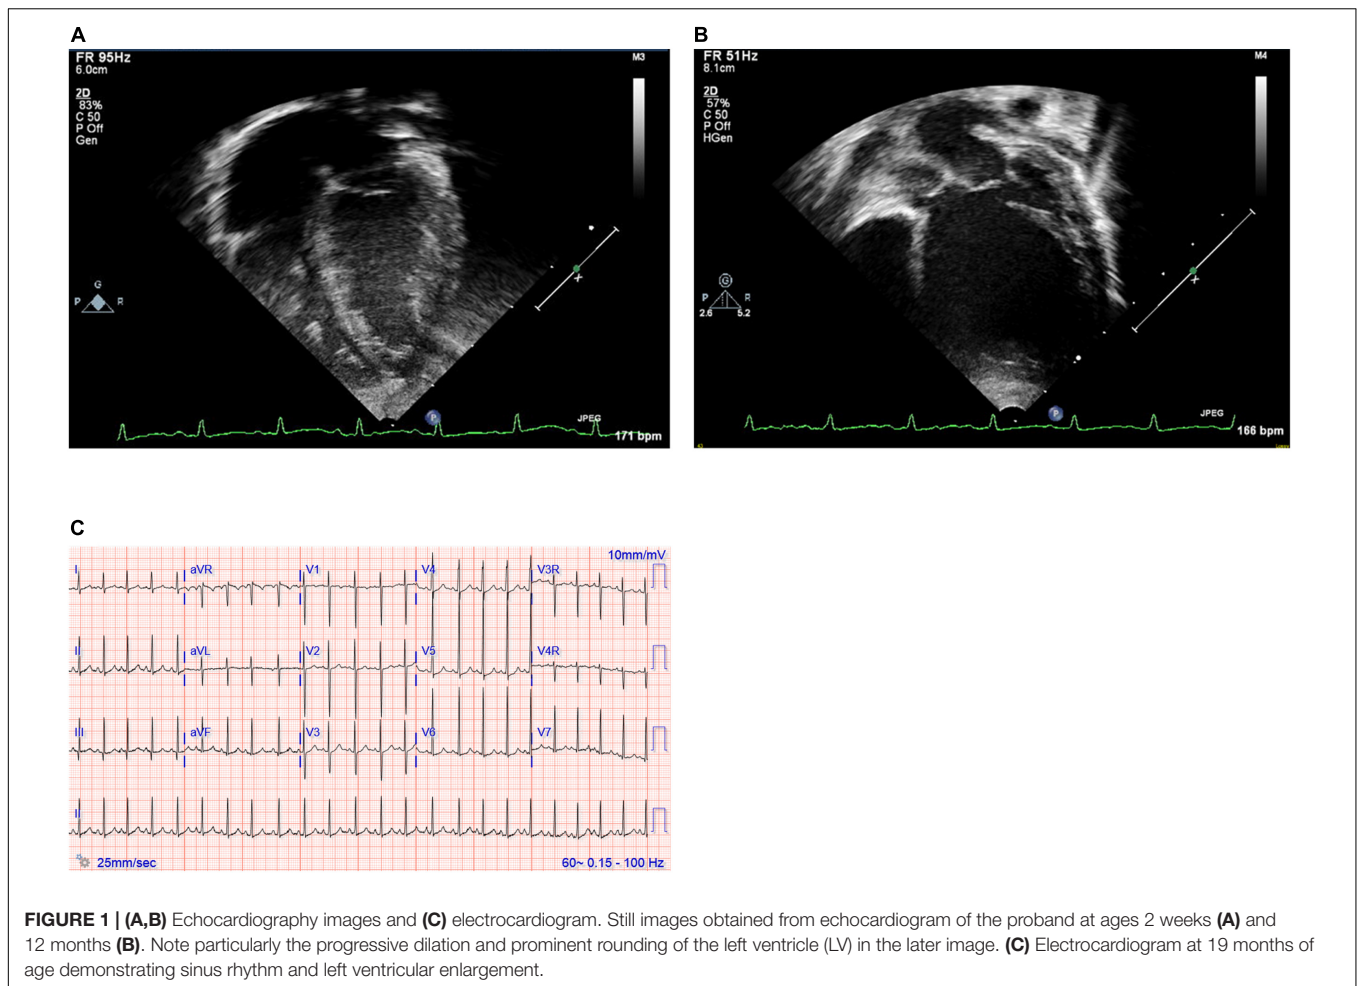 A
FR 95Hz
6.0cm
M3
2D
83%
C 50
P Off
Gen
G
P R
P
JPEG
171 bpm
B
FR 51Hz
8.1cm
M4
2D
57%
C 50
P Off
HGen
G
P R
2.6 5.2
P
JPEG
166 bpm
C
10mm/mV
I aVR V1 V4 V3R
II aVL V2 V5 V4R
III aVF V3 V6 V7
II
25mm/sec 60~ 0.15 - 100 Hz
FIGURE 1 | (A,B) Echocardiography images and (C) electrocardiogram. Still images obtained from echocardiogram of the proband at ages 2 weeks (A) and
12 months (B). Note particularly the progressive dilation and prominent rounding of the left ventricle (LV) in the later image. (C) Electrocardiogram at 19 months of
age demonstrating sinus rhythm and left ventricular enlargement.